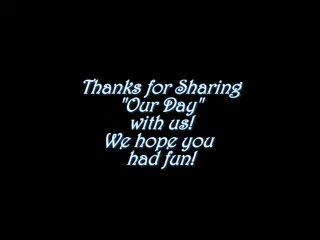 Thanks for Sharing
"Our Day"
with us!
We hope you
had fun!